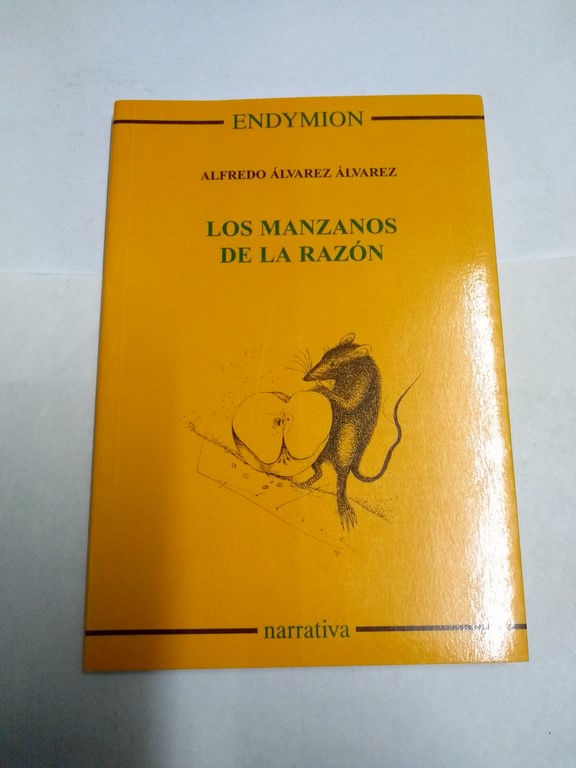 ENDYMION
ALFREDO ÁLVAREZ ÁLVAREZ
LOS MANZANOS
DE LA RAZÓN
narrativa